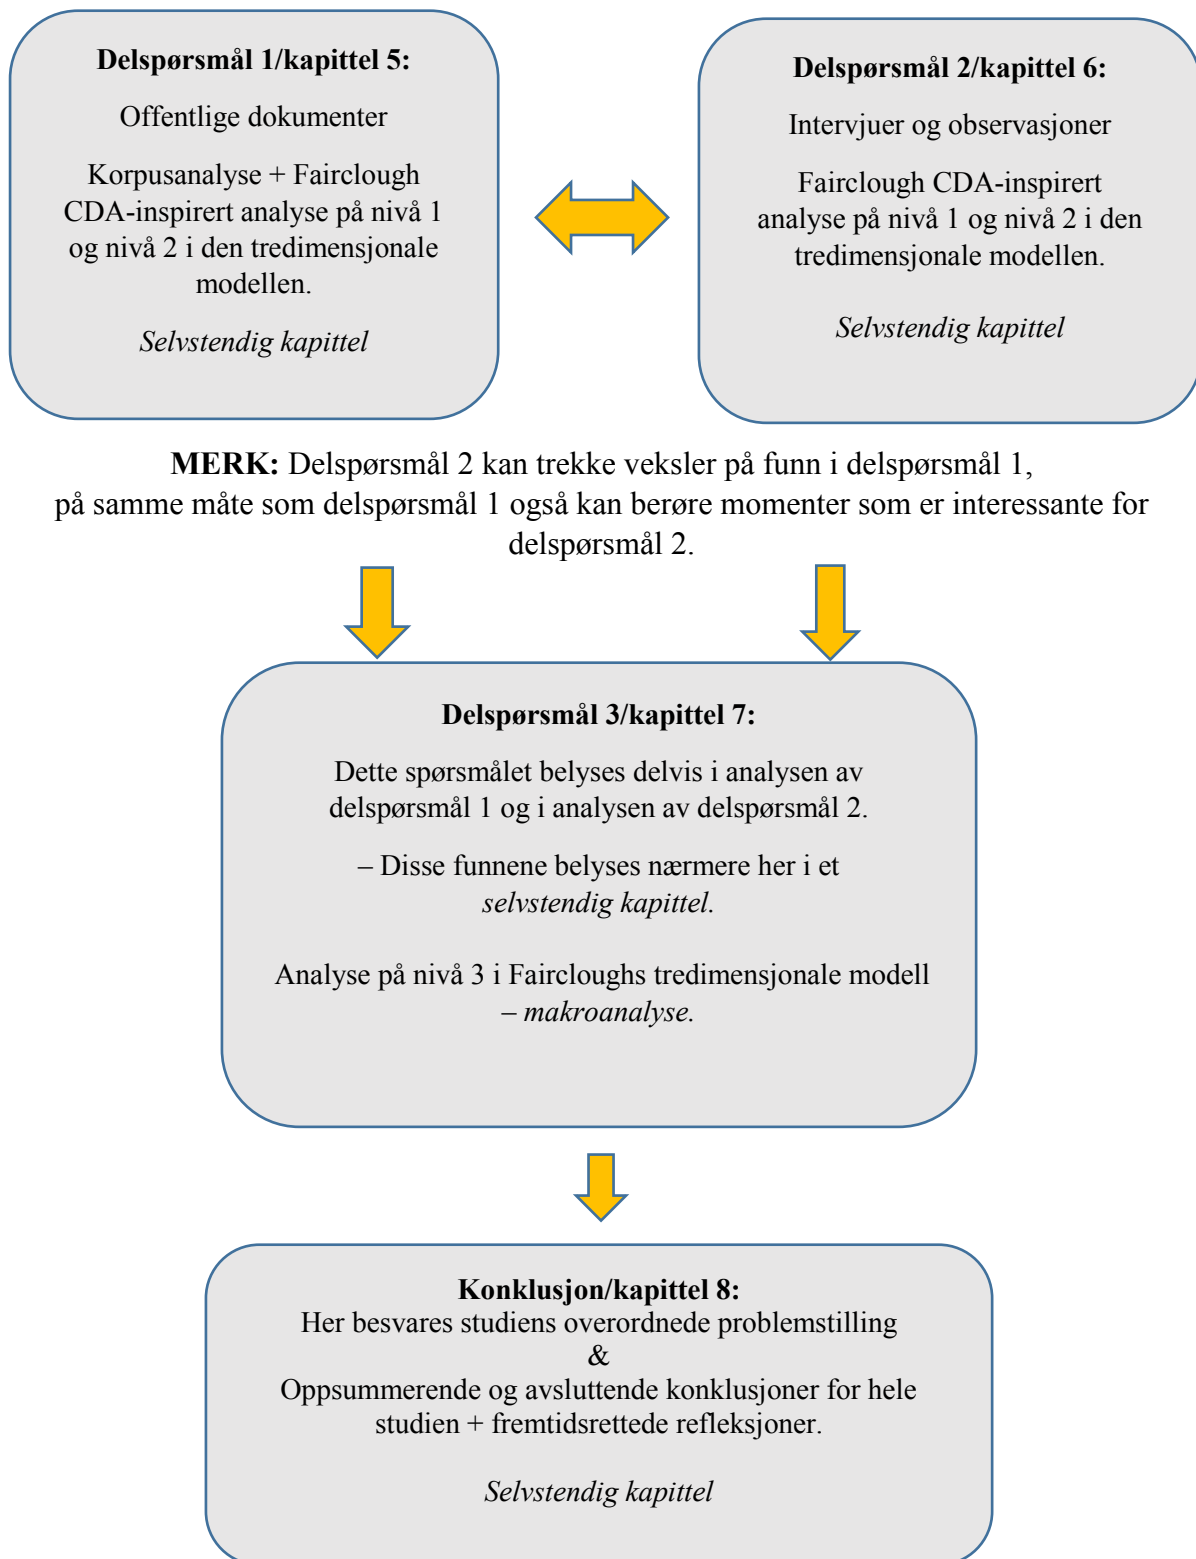 Delspørsmål 1/kapittel 5:
Offentlige dokumenter
Korpusanalyse + Fairclough
CDA-inspirert analyse på nivå 1
og nivå 2 i den tredimensjonale
modellen.
Selvstendig kapittel
Delspørsmål 2/kapittel 6:
Intervjuer og observasjoner
Fairclough CDA-inspirert
analyse på nivå 1 og nivå 2 i den
tredimensjonale modellen.
Selvstendig kapittel
MERK: Delspørsmål 2 kan trekke veksler på funn i delspørsmål 1,
på samme måte som delspørsmål 1 også kan berøre momenter som er interessante for
delspørsmål 2.
Delspørsmål 3/kapittel 7:
Dette spørsmålet belyses delvis i analysen av
delspørsmål 1 og i analysen av delspørsmål 2.
– Disse funnene belyses nærmere her i et
selvstendig kapittel.
Analyse på nivå 3 i Faircloughs tredimensjonale modell
– makroanalyse.
Konklusjon/kapittel 8:
Her besvares studiens overordnede problemstilling
&
Oppsummerende og avsluttende konklusjoner for hele
studien + fremtidsrettede refleksjoner.
Selvstendig kapittel